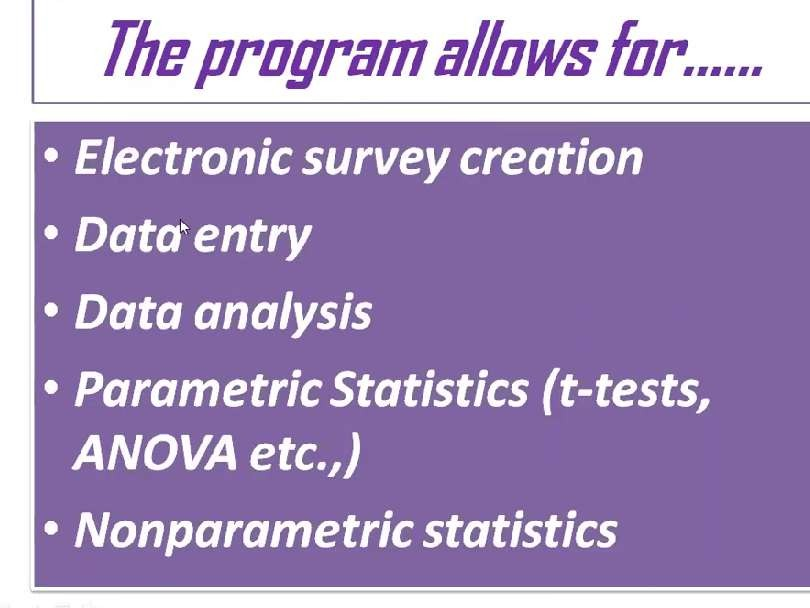 The program allows for......
• Electronic survey creation
• Data entry
• Data analysis
• Parametric Statistics (t-tests,
ANOVA etc.,)
• Nonparametric statistics